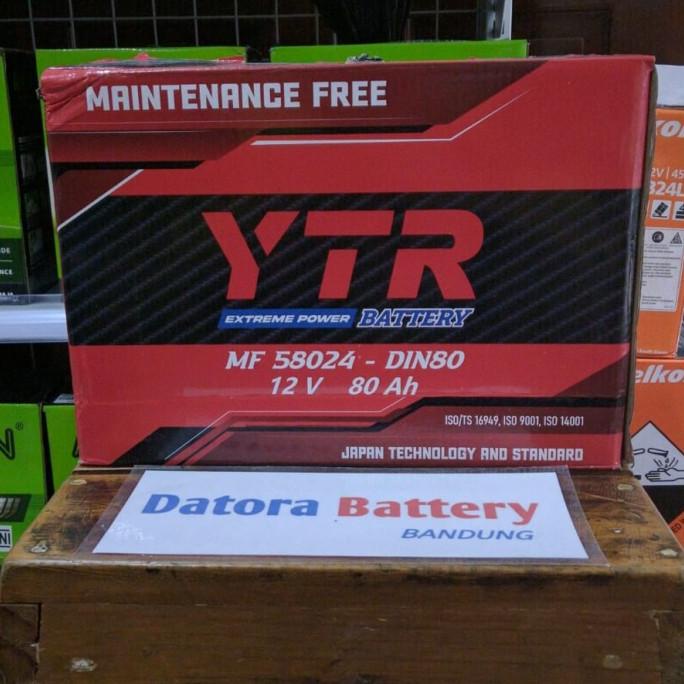 MAINTENANCE FREE
YTR
EXTREME POWER BATTERY
MF 58024 - DIN80
12 V 80 Ah
ISO/TS 16949, ISO 9001, ISO 14001
JAPAN TECHNOLOGY AND STANDARD
Datora Battery
BANDUNG